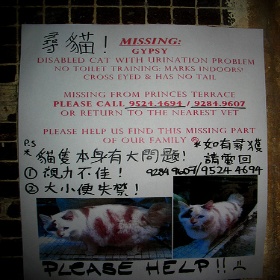 尋貓!
MISSING:
GYPSY
DISABLED CAT WITH URINATION PROBLEM
NO TOILET TRAINING: MARKS INDOORS!
CROSS EYED & HAS NO TAIL
MISSING FROM PRINCES TERRACE
PLEASE CALL 9524.4694 / 9284.9607
OR RETURN TO THE NEAREST VET
PLEASE HELP US FIND THIS MISSING PART
OF OUR FAMILY
P.S
* 貓隻本身有大問題!
① 視力不佳!
② 大小便失禁!
*如有尋獲
請電回
9284 9607/9524 4694
PLEASE HELP!!